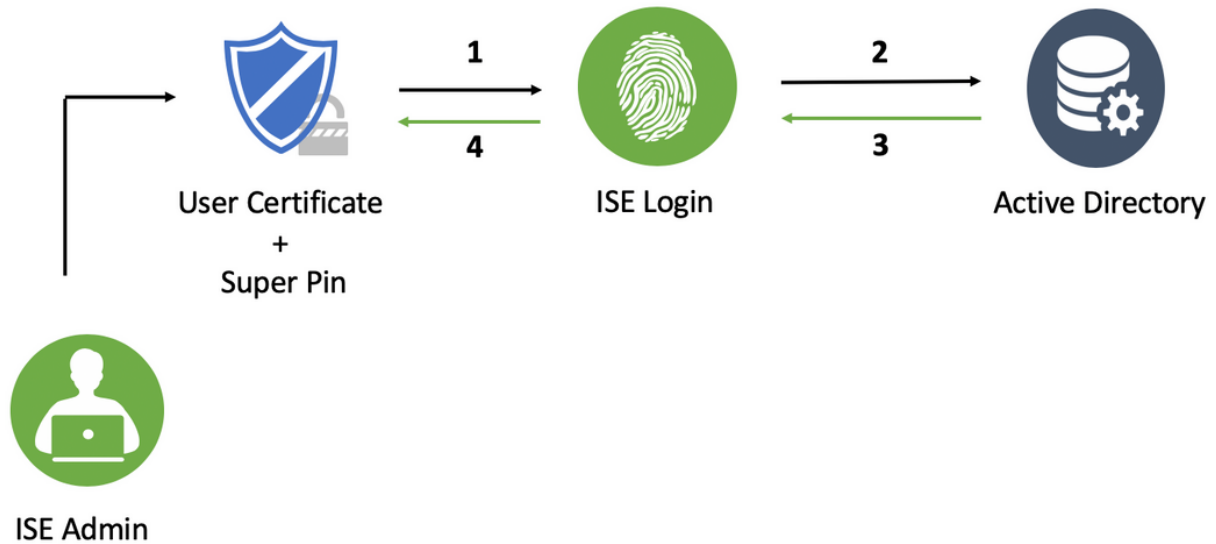 1
2
4
3
User Certificate
+
Super Pin
ISE Login
Active Directory
ISE Admin